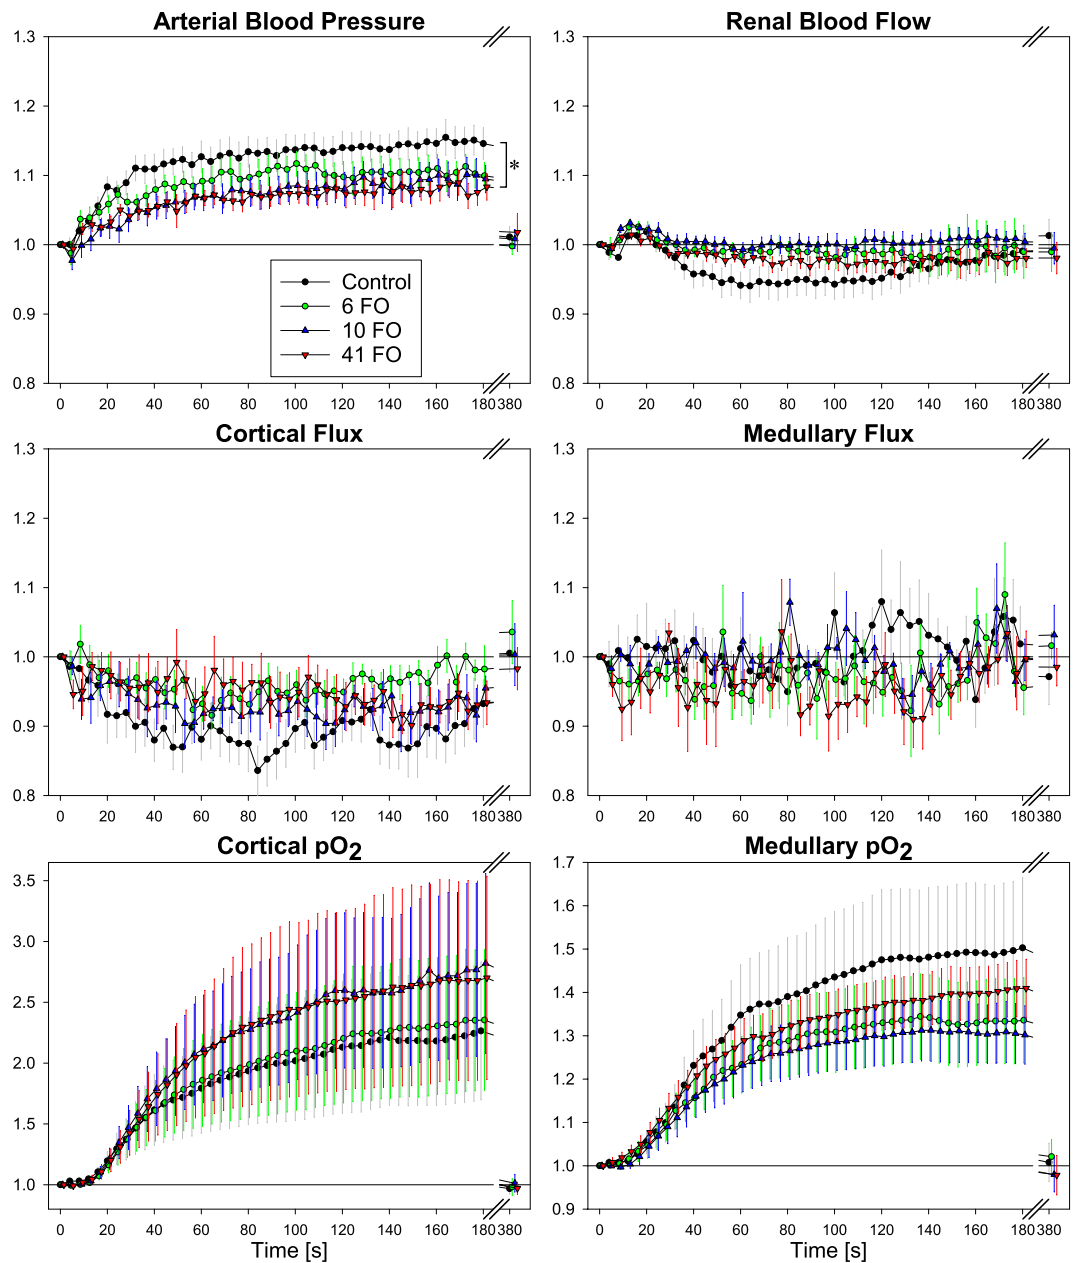 Arterial Blood Pressure
1.3
1.2
1.1
1.0
0.9
0.8
*
Control
6 FO
10 FO
41 FO
0 20 40 60 80 100 120 140 160 180 380
Renal Blood Flow
1.3
1.2
1.1
1.0
0.9
0.8
0 20 40 60 80 100 120 140 160 180 380
Cortical Flux
1.3
1.2
1.1
1.0
0.9
0.8
0 20 40 60 80 100 120 140 160 180 380
Medullary Flux
1.3
1.2
1.1
1.0
0.9
0.8
0 20 40 60 80 100 120 140 160 180 380
Cortical pO2
3.5
3.0
2.5
2.0
1.5
1.0
0 20 40 60 80 100 120 140 160 180 380
Time [s]
Medullary pO2
1.7
1.6
1.5
1.4
1.3
1.2
1.1
1.0
0.9
0 20 40 60 80 100 120 140 160 180 380
Time [s]